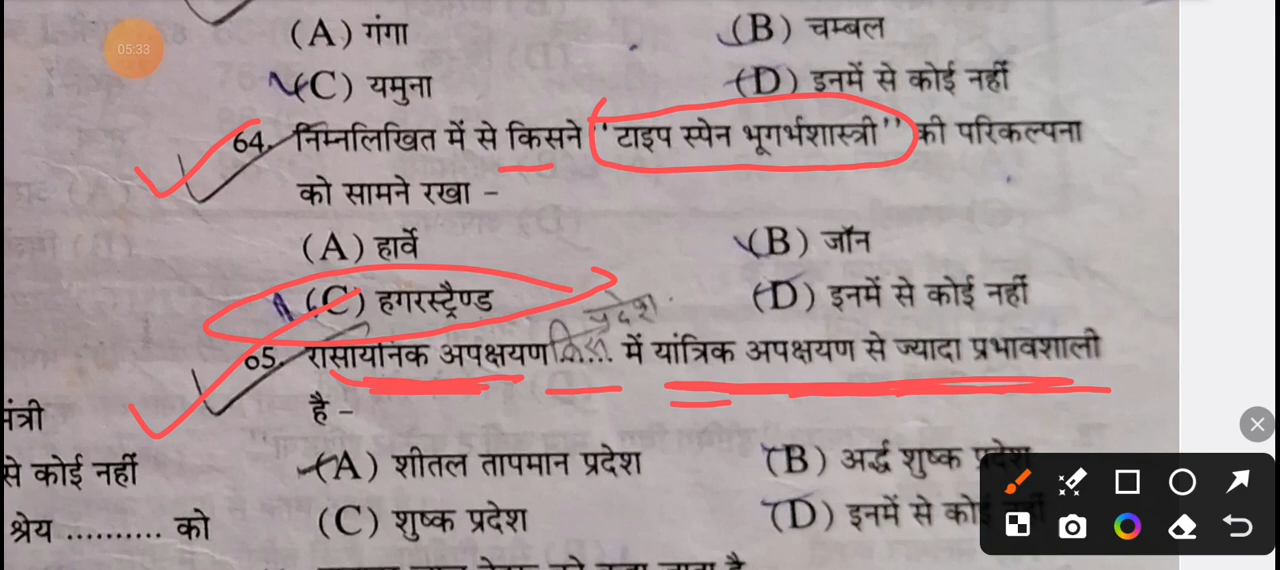 05:33
(A) गंगा (B) चम्बल
(C) यमुना (D) इनमें से कोई नहीं
64. निम्नलिखित में से किसने ''टाइप स्पेन भूगर्भशास्त्री'' की परिकल्पना
को सामने रखा –
(A) हार्वे (B) जॉन
(C) हगरस्ट्रैण्ड (D) इनमें से कोई नहीं
प्रदेश
65. रासायनिक अपक्षयण किस में यांत्रिक अपक्षयण से ज्यादा प्रभावशाली
है –
मंत्री
(A) शीतल तापमान प्रदेश (B) अर्द्ध शुष्क प्रदेश
से कोई नहीं
(C) शुष्क प्रदेश (D) इनमें से कोई
श्रेय .......... को